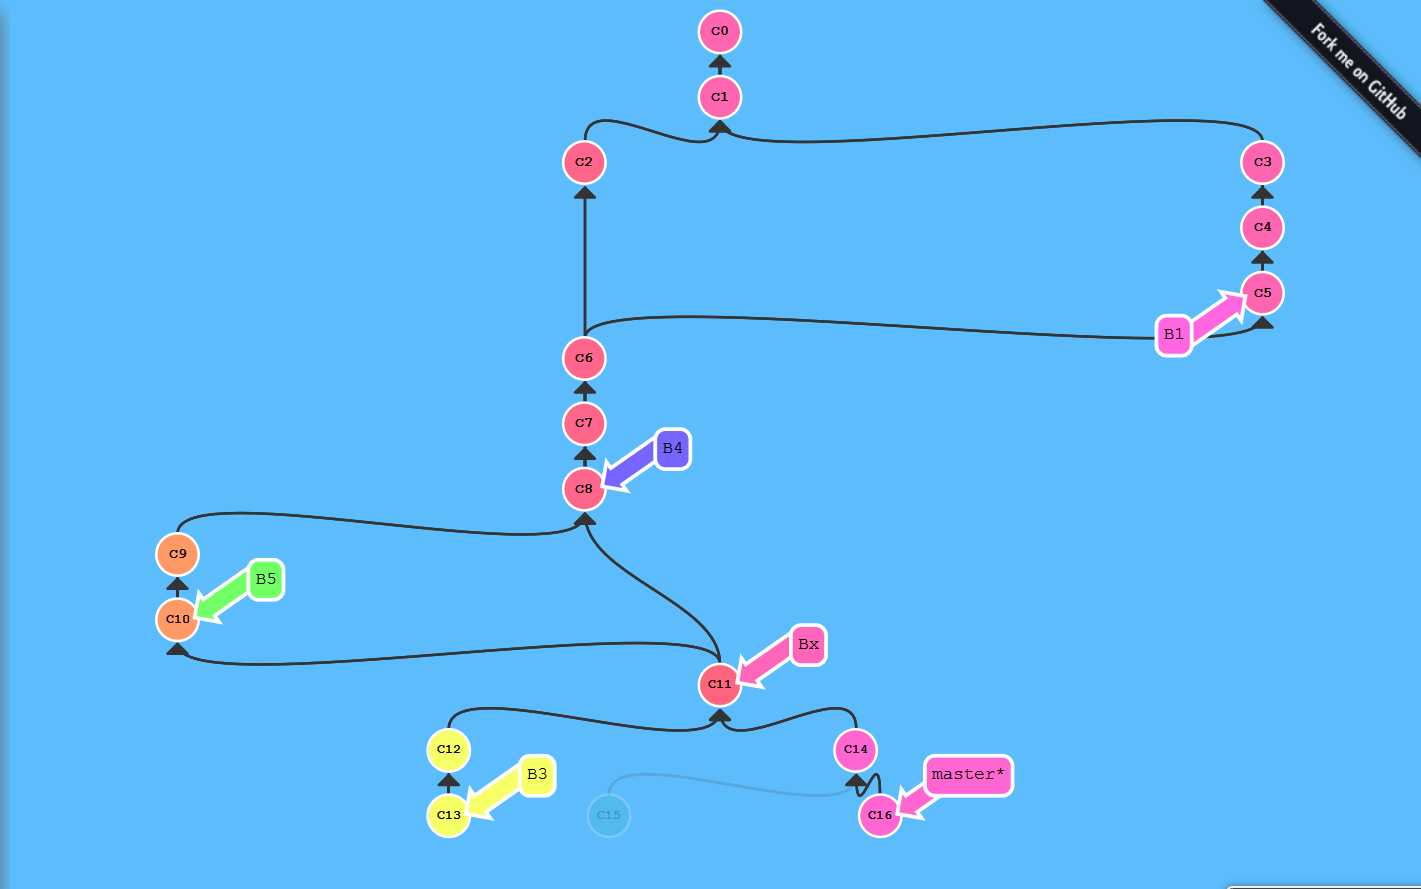 C0
Fork me on GitHub
C1
C2
C3
C4
C5
B1
C6
C7
B4
C8
C9
B5
C10
Bx
C11
C12
C14
B3
master*
C13
C15
C16